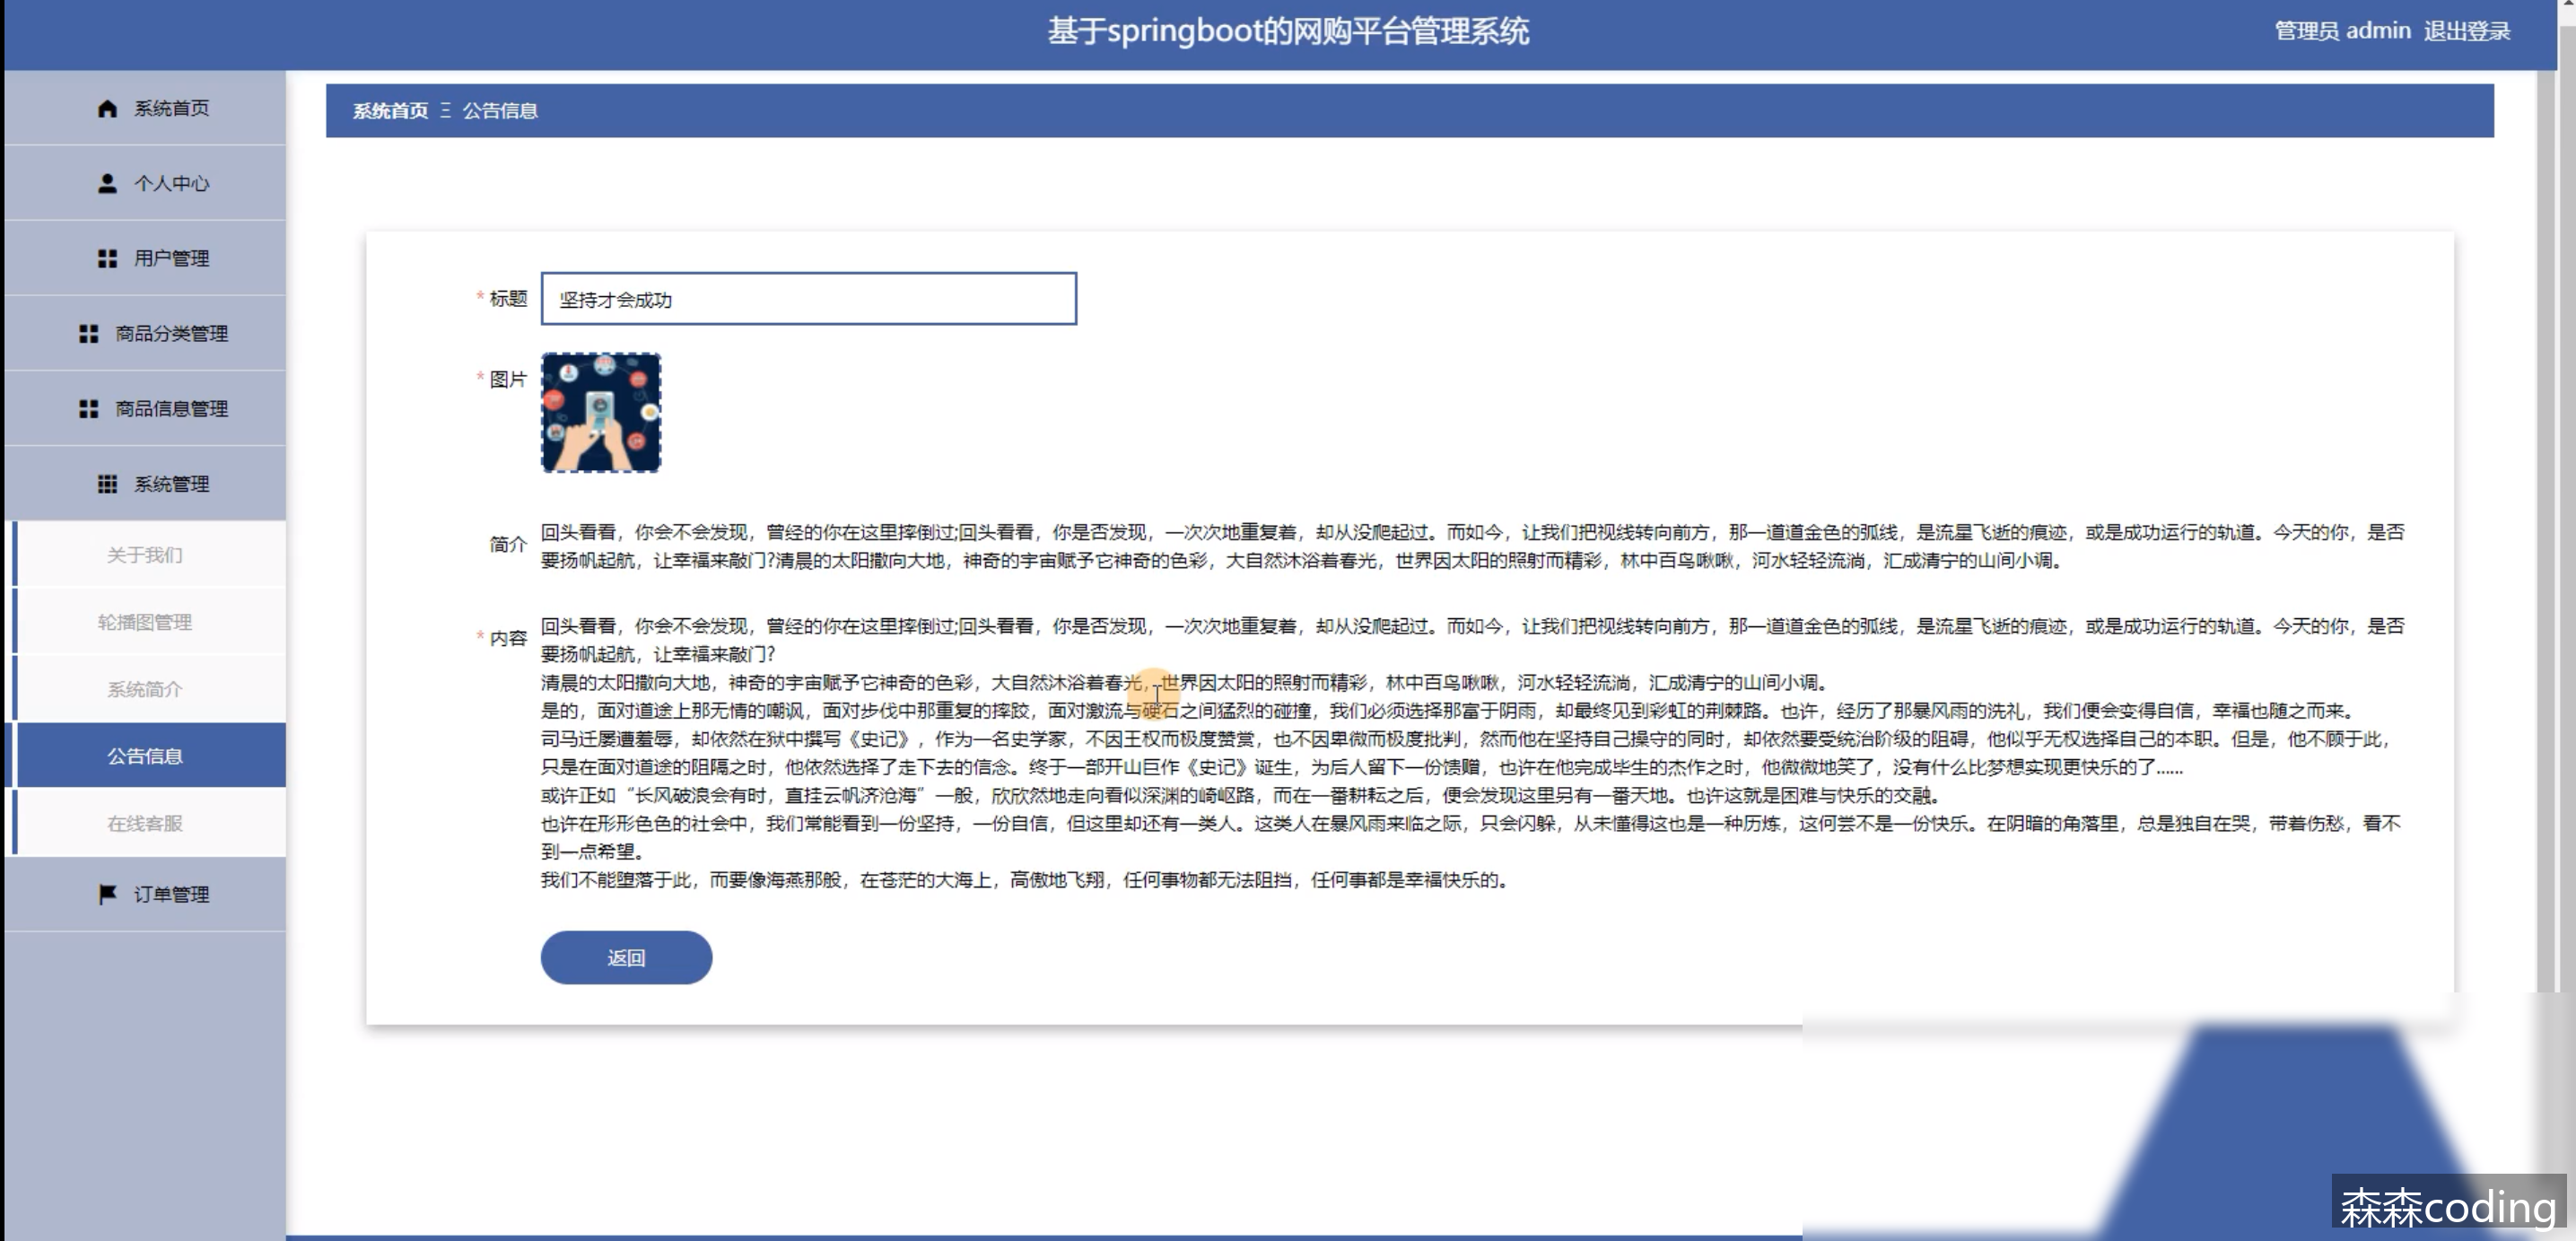 基于springboot的网购平台管理系统
管理员 admin 退出登录
系统首页
个人中心
用户管理
商品分类管理
商品信息管理
系统管理
关于我们
轮播图管理
系统简介
公告信息
在线客服
订单管理
系统首页 Ξ 公告信息
* 标题 坚持才会成功
* 图片
简介
回头看看，你会不会发现，曾经的你在这里摔倒过;回头看看，你是否发现，一次次地重复着，却从没爬起过。而如今，让我们把视线转向前方，那一道道金色的弧线，是流星飞逝的痕迹，或是成功运行的轨道。今天的你，是否
要扬帆起航，让幸福来敲门?清晨的太阳撒向大地，神奇的宇宙赋予它神奇的色彩，大自然沐浴着春光，世界因太阳的照射而精彩，林中百鸟啾啾，河水轻轻流淌，汇成清宁的山间小调。
* 内容
回头看看，你会不会发现，曾经的你在这里摔倒过;回头看看，你是否发现，一次次地重复着，却从没爬起过。而如今，让我们把视线转向前方，那一道道金色的弧线，是流星飞逝的痕迹，或是成功运行的轨道。今天的你，是否
要扬帆起航，让幸福来敲门?
清晨的太阳撒向大地，神奇的宇宙赋予它神奇的色彩，大自然沐浴着春光，世界因太阳的照射而精彩，林中百鸟啾啾，河水轻轻流淌，汇成清宁的山间小调。
是的，面对道途上那无情的嘲讽，面对步伐中那重复的摔跤，面对激流与硬石之间猛烈的碰撞，我们必须选择那富于阴雨，却最终见到彩虹的荆棘路。也许，经历了那暴风雨的洗礼，我们便会变得自信，幸福也随之而来。
司马迁屡遭羞辱，却依然在狱中撰写《史记》，作为一名史学家，不因王权而极度赞赏，也不因卑微而极度批判，然而他在坚持自己操守的同时，却依然要受统治阶级的阻碍，他似乎无权选择自己的本职。但是，他不顾于此，
只是在面对道途的阻隔之时，他依然选择了走下去的信念。终于一部开山巨作《史记》诞生，为后人留下一份馈赠，也许在他完成毕生的杰作之时，他微微地笑了，没有什么比梦想实现更快乐的了......
或许正如“长风破浪会有时，直挂云帆济沧海”一般，欣欣然地走向看似深渊的崎岖路，而在一番耕耘之后，便会发现这里另有一番天地。也许这就是困难与快乐的交融。
也许在形形色色的社会中，我们常能看到一份坚持，一份自信，但这里却还有一类人。这类人在暴风雨来临之际，只会闪躲，从未懂得这也是一种历炼，这何尝不是一份快乐。在阴暗的角落里，总是独自在哭，带着伤愁，看不
到一点希望。
我们不能堕落于此，而要像海燕那般，在苍茫的大海上，高傲地飞翔，任何事物都无法阻挡，任何事都是幸福快乐的。
返回
森森coding